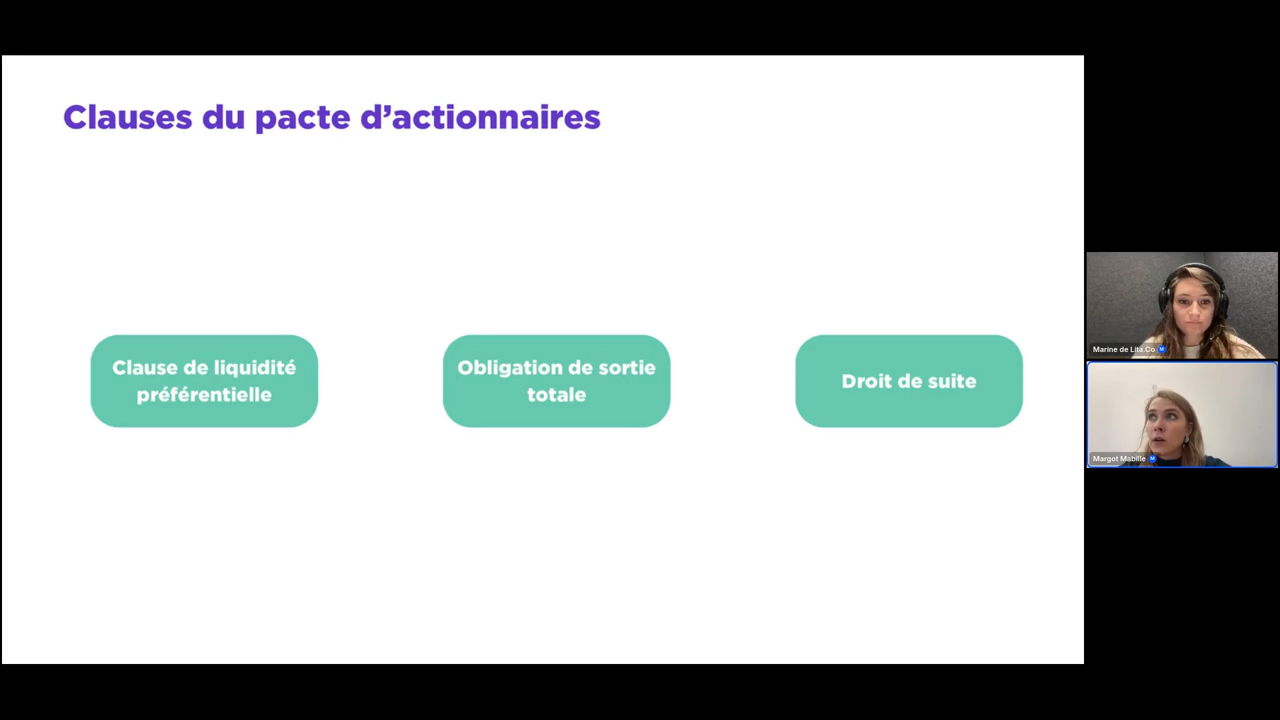 Clauses du pacte d’actionnaires
Clause de liquidité
préférentielle
Obligation de sortie
totale
Droit de suite
Marine de Lita.Co
Margot Mabille